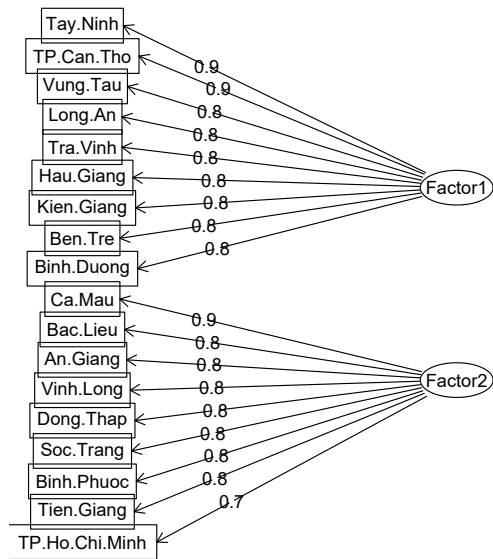 Tay.Ninh
TP.Can.Tho
Vung.Tau
Long.An
Tra.Vinh
Hau.Giang
Kien.Giang
Ben.Tre
Binh.Duong
Ca.Mau
Bac.Lieu
An.Giang
Vinh.Long
Dong.Thap
Soc.Trang
Binh.Phuoc
Tien.Giang
TP.Ho.Chi.Minh
0.9
0.9
0.8
0.8
0.8
0.8
0.8
0.8
0.8
0.9
0.8
0.8
0.8
0.8
0.8
0.8
0.8
0.7
Factor1
Factor2